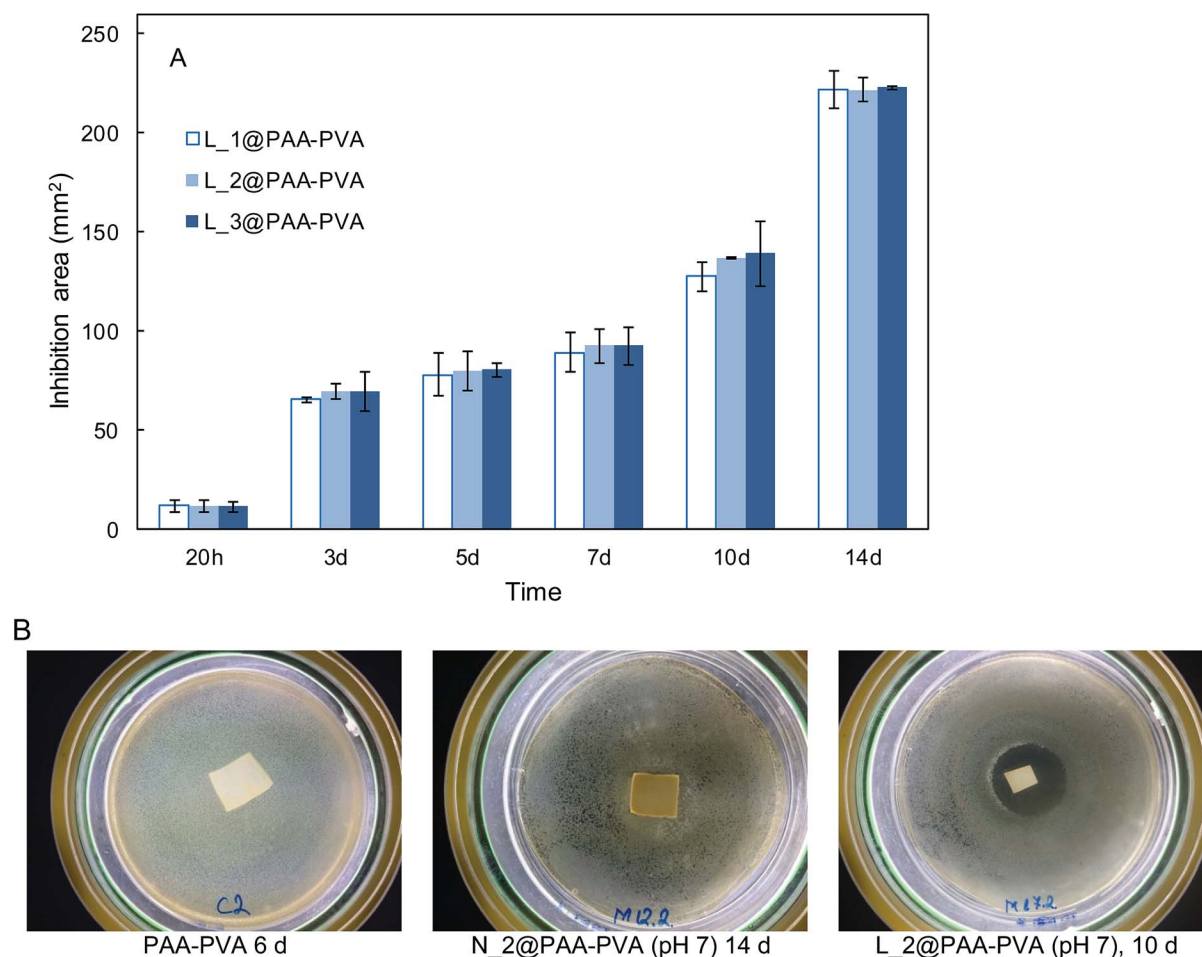 A
250
200
150
100
50
0
Inhibition area (mm²)
L_1@PAA-PVA
L_2@PAA-PVA
L_3@PAA-PVA
20h 3d 5d 7d 10d 14d
Time
B
C2
M12.2.
PAA-PVA 6 d
N_2@PAA-PVA (pH 7) 14 d
L_2@PAA-PVA (pH 7), 10 d